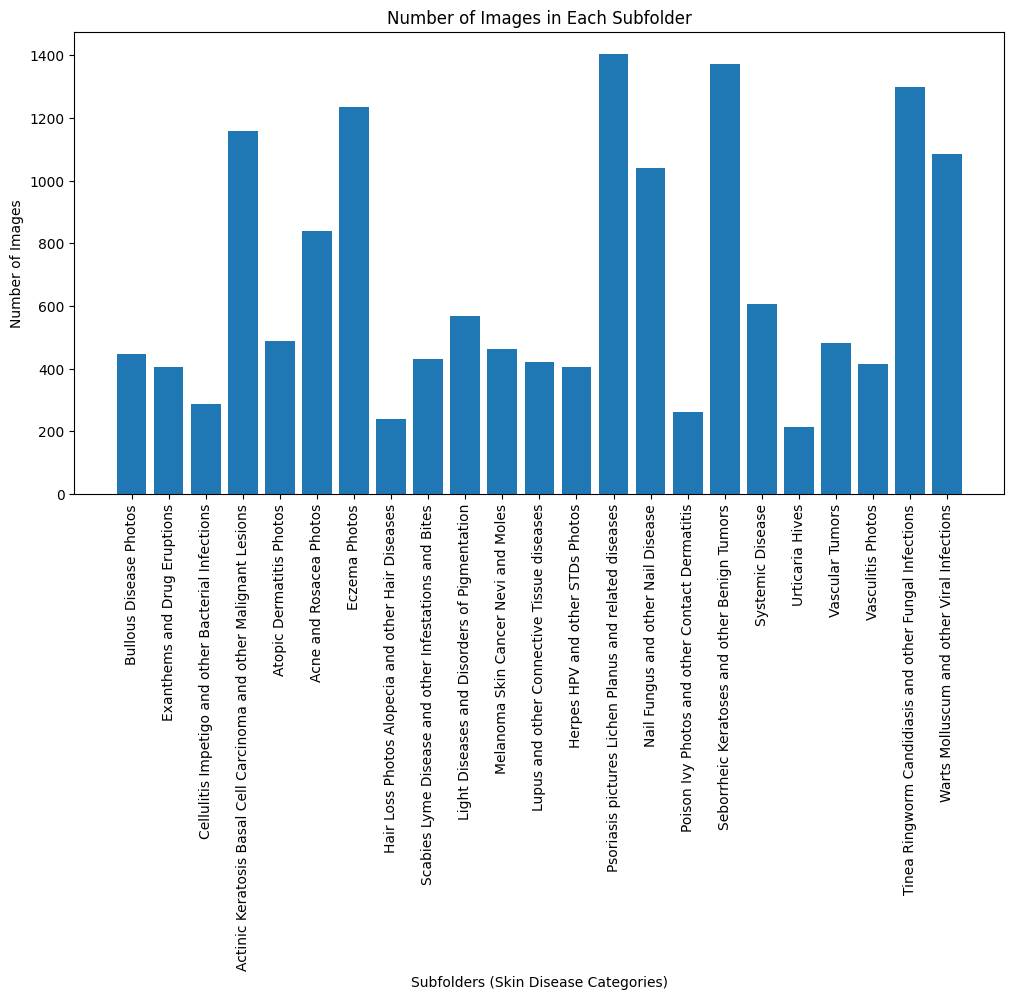 Number of Images in Each Subfolder
Number of Images
1400
1200
1000
800
600
400
200
0
Bullous Disease Photos
Exanthems and Drug Eruptions
Cellulitis Impetigo and other Bacterial Infections
Actinic Keratosis Basal Cell Carcinoma and other Malignant Lesions
Atopic Dermatitis Photos
Acne and Rosacea Photos
Eczema Photos
Hair Loss Photos Alopecia and other Hair Diseases
Scabies Lyme Disease and other Infestations and Bites
Light Diseases and Disorders of Pigmentation
Melanoma Skin Cancer Nevi and Moles
Lupus and other Connective Tissue diseases
Herpes HPV and other STDs Photos
Psoriasis pictures Lichen Planus and related diseases
Nail Fungus and other Nail Disease
Poison Ivy Photos and other Contact Dermatitis
Seborrheic Keratoses and other Benign Tumors
Systemic Disease
Urticaria Hives
Vascular Tumors
Vasculitis Photos
Tinea Ringworm Candidiasis and other Fungal Infections
Warts Molluscum and other Viral Infections
Subfolders (Skin Disease Categories)